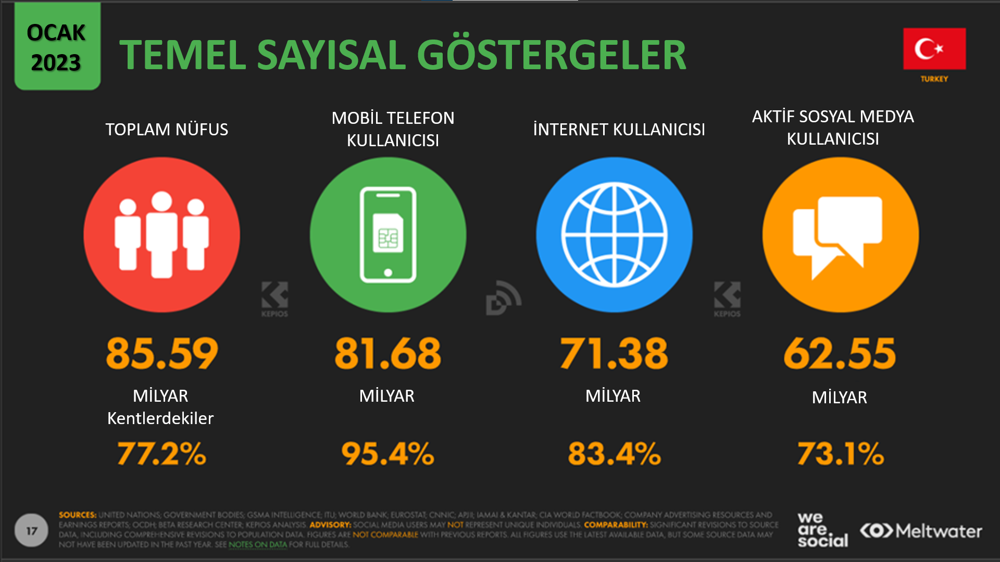 OCAK
2023
TEMEL SAYISAL GÖSTERGELER
TURKEY
TOPLAM NÜFUS
MOBİL TELEFON
KULLANICISI
İNTERNET KULLANICISI
AKTİF SOSYAL MEDYA
KULLANICISI
KEPIOS
KEPIOS
85.59
81.68
71.38
62.55
MİLYAR
Kentlerdekiler
MİLYAR
MİLYAR
MİLYAR
77.2%
95.4%
83.4%
73.1%
17
SOURCES: UNITED NATIONS; GOVERNMENT BODIES; GSMA INTELLIGENCE; ITU; WORLD BANK; EUROSTAT; CNNIC; APJII; IAMAI & KANTAR; CIA WORLD FACTBOOK; COMPANY ADVERTISING RESOURCES AND
EARNINGS REPORTS; OCDH; BETA RESEARCH CENTER; KEPIOS ANALYSIS. ADVISORY: SOCIAL MEDIA USERS MAY NOT REPRESENT UNIQUE INDIVIDUALS. COMPARABILITY: SIGNIFICANT REVISIONS TO SOURCE
DATA, INCLUDING COMPREHENSIVE REVISIONS TO POPULATION DATA. FIGURES ARE NOT COMPARABLE WITH PREVIOUS REPORTS. ALL FIGURES USE THE LATEST AVAILABLE DATA, BUT SOME SOURCE DATA MAY
NOT HAVE BEEN UPDATED IN THE PAST YEAR. SEE NOTES ON DATA FOR FULL DETAILS.
we
are
social
Meltwater